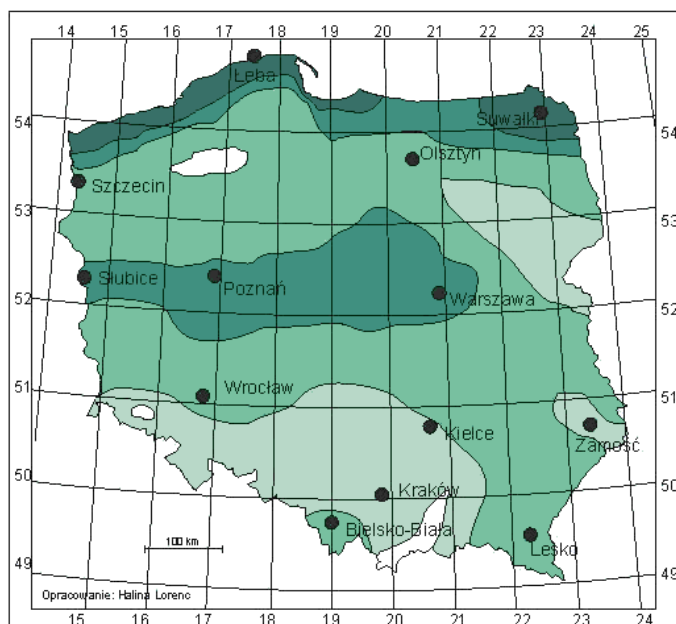 14 15 16 17 18 19 20 21 22 23 24 25
Łeba
54 Suwałki 54
Olsztyn
Szczecin
53 53
Słubice Poznań
52 Warszawa 52
51 Wrocław 51
Kielce
Zamość
50 Kraków 50
Bielsko-Biała
Lesko
100 km
49 49
Opracowanie: Halina Lorenc
15 16 17 18 19 20 21 22 23 24